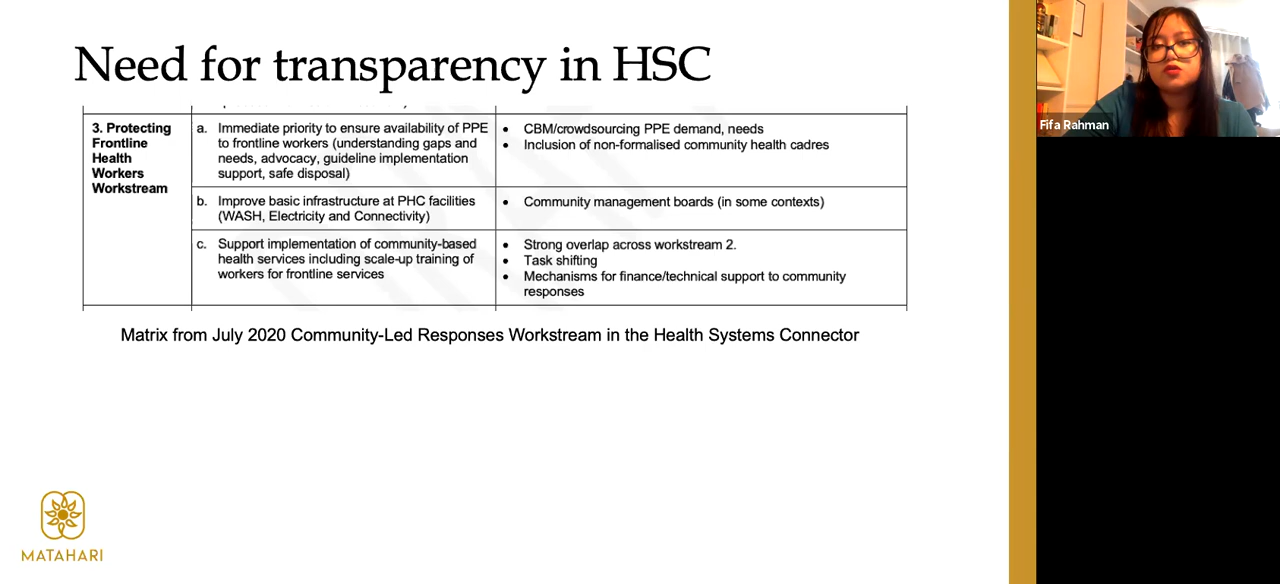 Need for transparency in HSC
3. Protecting
Frontline
Health
Workers
Workstream
a. Immediate priority to ensure availability of PPE
to frontline workers (understanding gaps and
needs, advocacy, guideline implementation
support, safe disposal)
• CBM/crowdsourcing PPE demand, needs
• Inclusion of non-formalised community health cadres
b. Improve basic infrastructure at PHC facilities
(WASH, Electricity and Connectivity)
• Community management boards (in some contexts)
c. Support implementation of community-based
health services including scale-up training of
workers for frontline services
• Strong overlap across workstream 2.
• Task shifting
• Mechanisms for finance/technical support to community
responses
Matrix from July 2020 Community-Led Responses Workstream in the Health Systems Connector
MATAHARI
Fifa Rahman